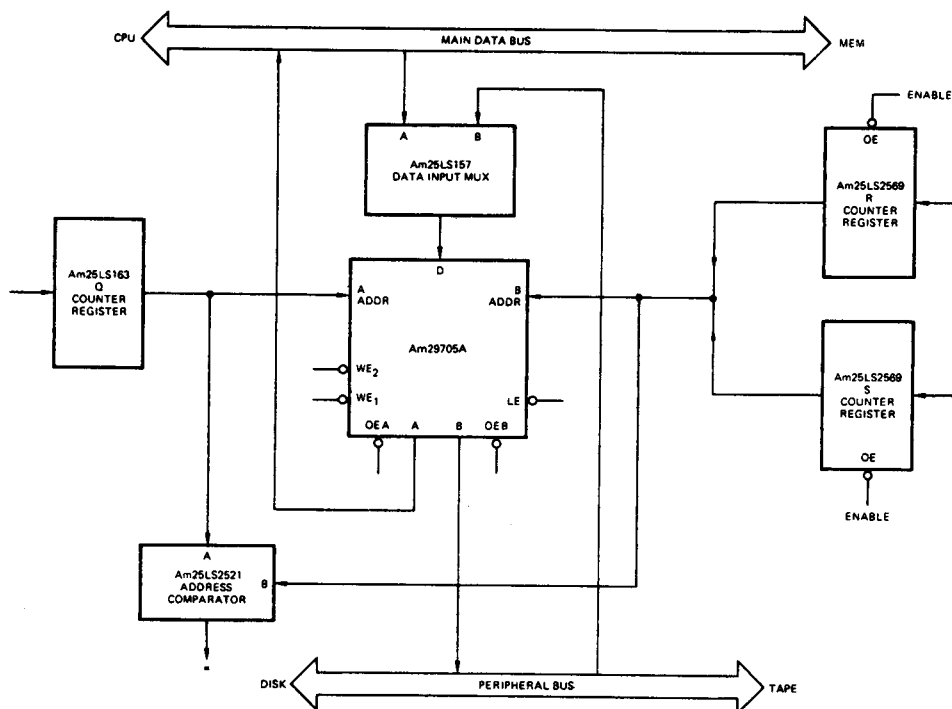 CPU
MAIN DATA BUS
MEM
ENABLE
A
B
Am25LS157
DATA INPUT MUX
OE
Am25LS2569
R
COUNTER
REGISTER
Am25LS163
Q
COUNTER
REGISTER
D
A
ADDR
B
ADDR
Am29705A
WE2
WE1
LE
OEA
A
B
OEB
Am25LS2569
S
COUNTER
REGISTER
OE
ENABLE
A
Am25LS2521
ADDRESS
COMPARATOR
B
=
DISK
PERIPHERAL BUS
TAPE